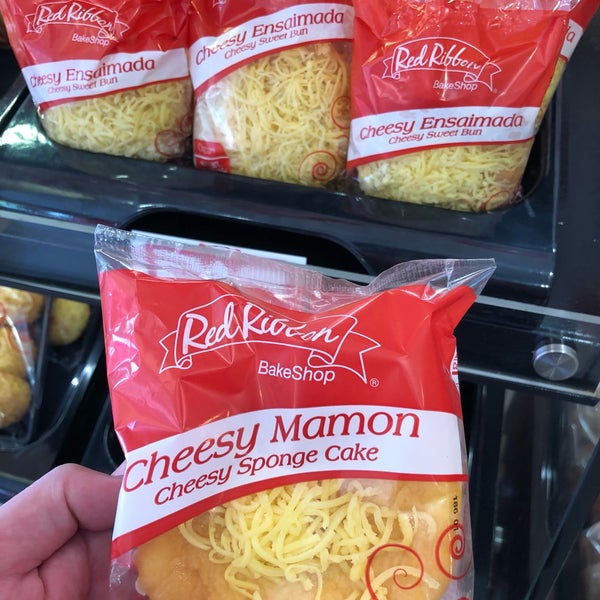 Red Ribbon
BakeShop
Cheesy Ensaimada
Cheesy Sweet Bun
Cheesy Ensaimada
Cheesy Sweet Bun
Red Ribbon
BakeShop
Cheesy Ensaimada
Cheesy Sweet Bun
Red Ribbon
BakeShop
®
Cheesy Mamon
Cheesy Sponge Cake